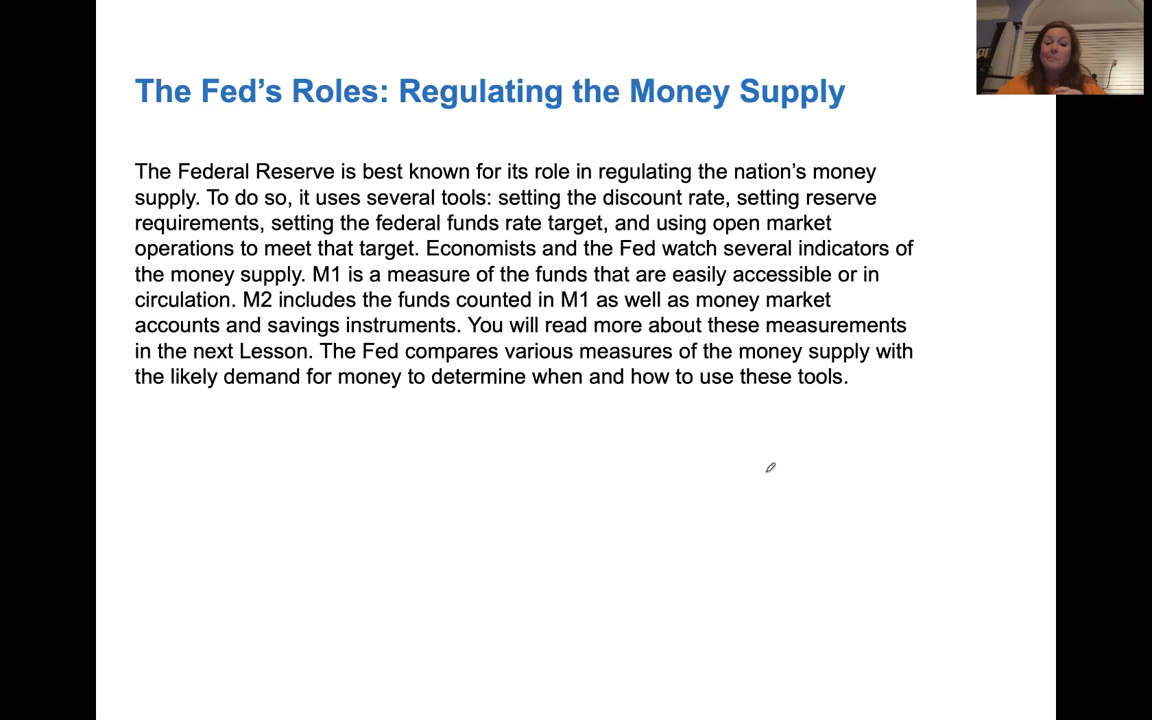 The Fed’s Roles: Regulating the Money Supply
The Federal Reserve is best known for its role in regulating the nation’s money
supply. To do so, it uses several tools: setting the discount rate, setting reserve
requirements, setting the federal funds rate target, and using open market
operations to meet that target. Economists and the Fed watch several indicators of
the money supply. M1 is a measure of the funds that are easily accessible or in
circulation. M2 includes the funds counted in M1 as well as money market
accounts and savings instruments. You will read more about these measurements
in the next Lesson. The Fed compares various measures of the money supply with
the likely demand for money to determine when and how to use these tools.